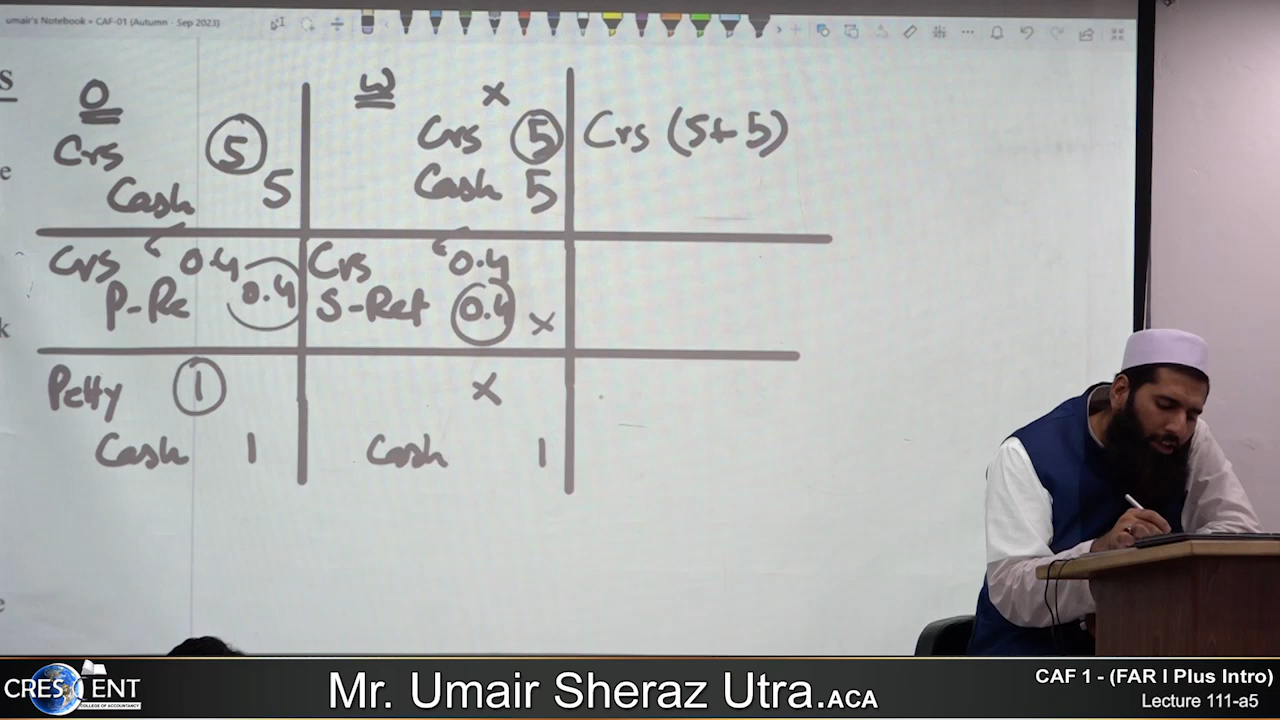 umair's Notebook » CAF-01 (Autumn - Sep 2023)
O
Crs 5
Cash 5
W
x
Crs 5
Cash 5
Crs (5+5)
Crs 0.4
P-Re 0.4
Crs 0.4
S-Ret 0.4 x
Petty 1
Cash 1
x
Cash 1
s
e
k
e
CRESCENT
COLLEGE OF ACCOUNTANCY
Mr. Umair Sheraz Utra.ACA
CAF 1 - (FAR I Plus Intro)
Lecture 111-a5